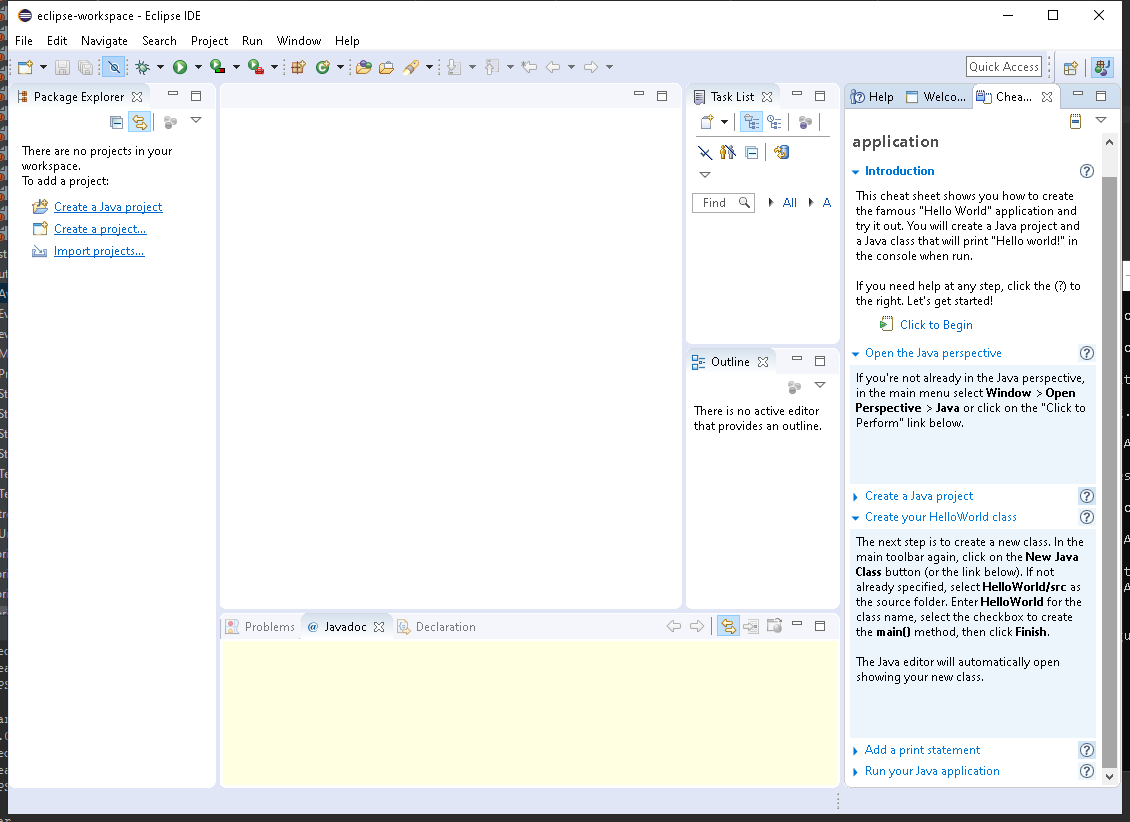 eclipse-workspace - Eclipse IDE
File Edit Navigate Search Project Run Window Help
Quick Access
Package Explorer
There are no projects in your
workspace.
To add a project:
Create a Java project
Create a project...
Import projects...
Task List
Find All A
Outline
There is no active editor
that provides an outline.
Problems @ Javadoc Declaration
Help Welco... Chea...
application
Introduction
This cheat sheet shows you how to create
the famous "Hello World" application and
try it out. You will create a Java project and
a Java class that will print "Hello world!" in
the console when run.
If you need help at any step, click the (?) to
the right. Let's get started!
Click to Begin
Open the Java perspective
If you're not already in the Java perspective,
in the main menu select Window > Open
Perspective > Java or click on the "Click to
Perform" link below.
Create a Java project
Create your HelloWorld class
The next step is to create a new class. In the
main toolbar again, click on the New Java
Class button (or the link below). If not
already specified, select HelloWorld/src as
the source folder. Enter HelloWorld for the
class name, select the checkbox to create
the main() method, then click Finish.
The Java editor will automatically open
showing your new class.
Add a print statement
Run your Java application